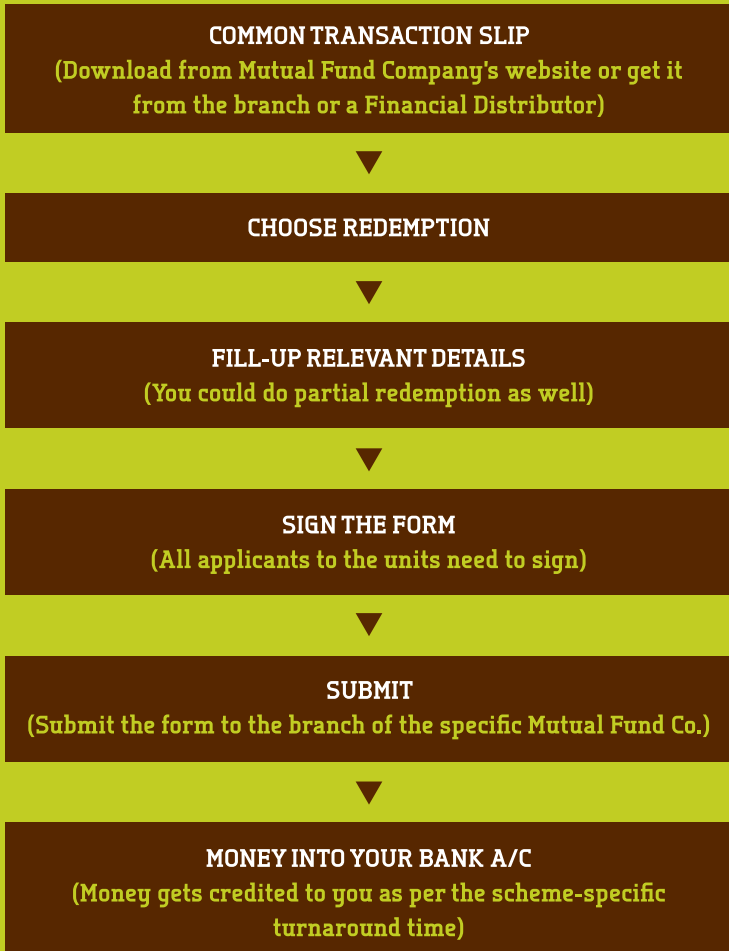 COMMON TRANSACTION SLIP
(Download from Mutual Fund Company's website or get it
from the branch or a Financial Distributor)
CHOOSE REDEMPTION
FILL-UP RELEVANT DETAILS
(You could do partial redemption as well)
SIGN THE FORM
(All applicants to the units need to sign)
SUBMIT
(Submit the form to the branch of the specific Mutual Fund Co.)
MONEY INTO YOUR BANK A/C
(Money gets credited to you as per the scheme-specific
turnaround time)